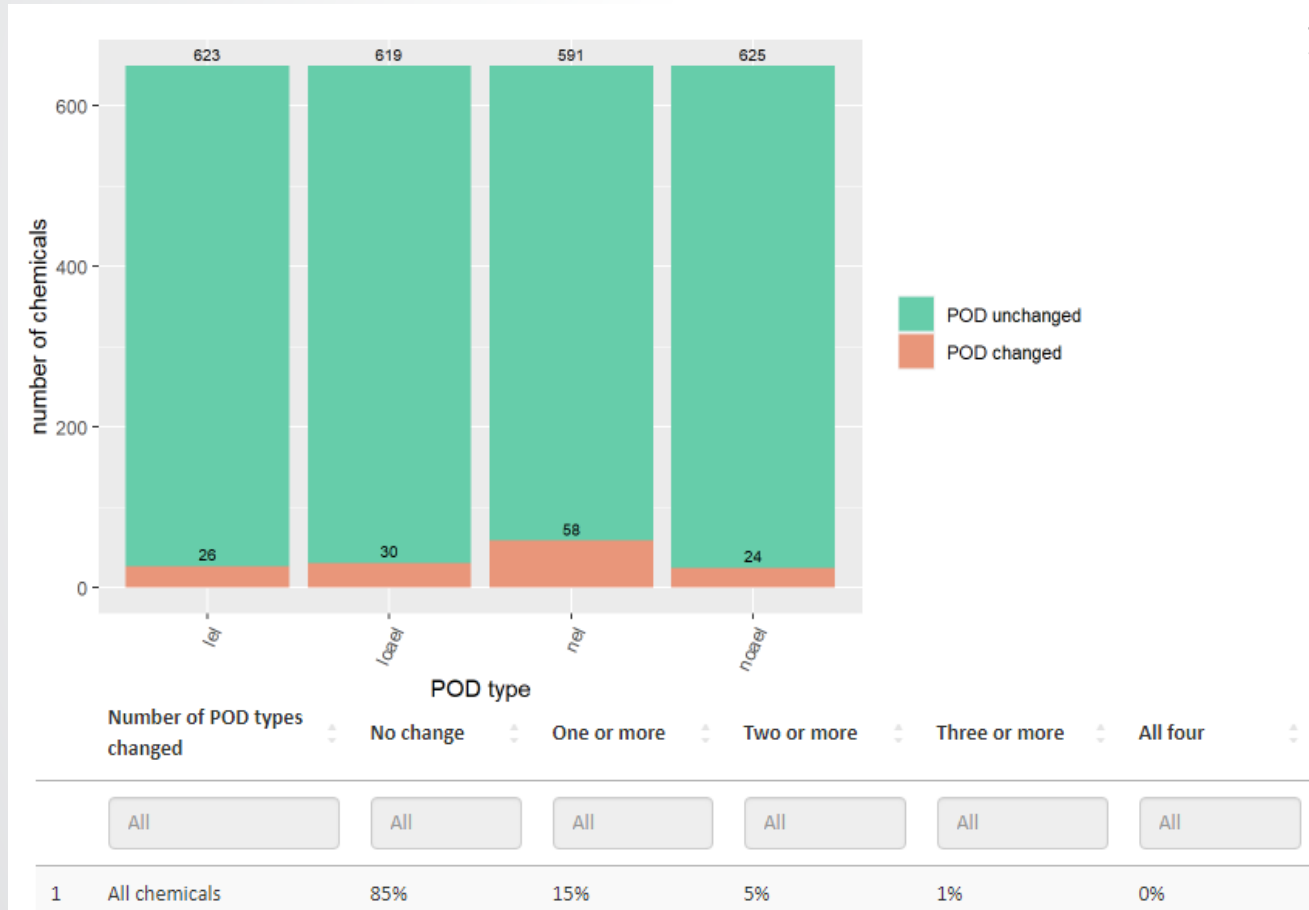 623 619 591 625
600
400
200
0
26 30 58 24
number of chemicals
lel loael nel noael
POD type
POD unchanged
POD changed
Number of POD types changed No change One or more Two or more Three or more All four
All All All All All All
1 All chemicals 85% 15% 5% 1% 0%